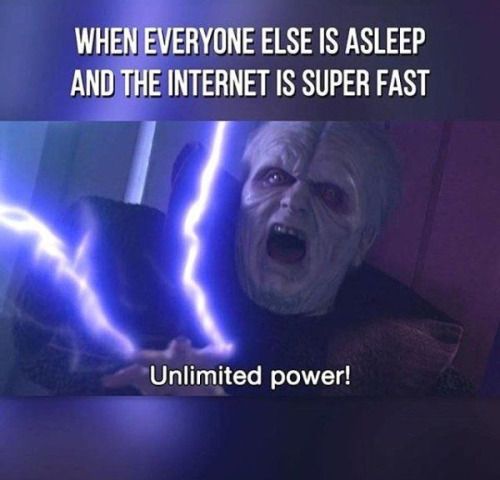 WHEN EVERYONE ELSE IS ASLEEP
AND THE INTERNET IS SUPER FAST
Unlimited power!